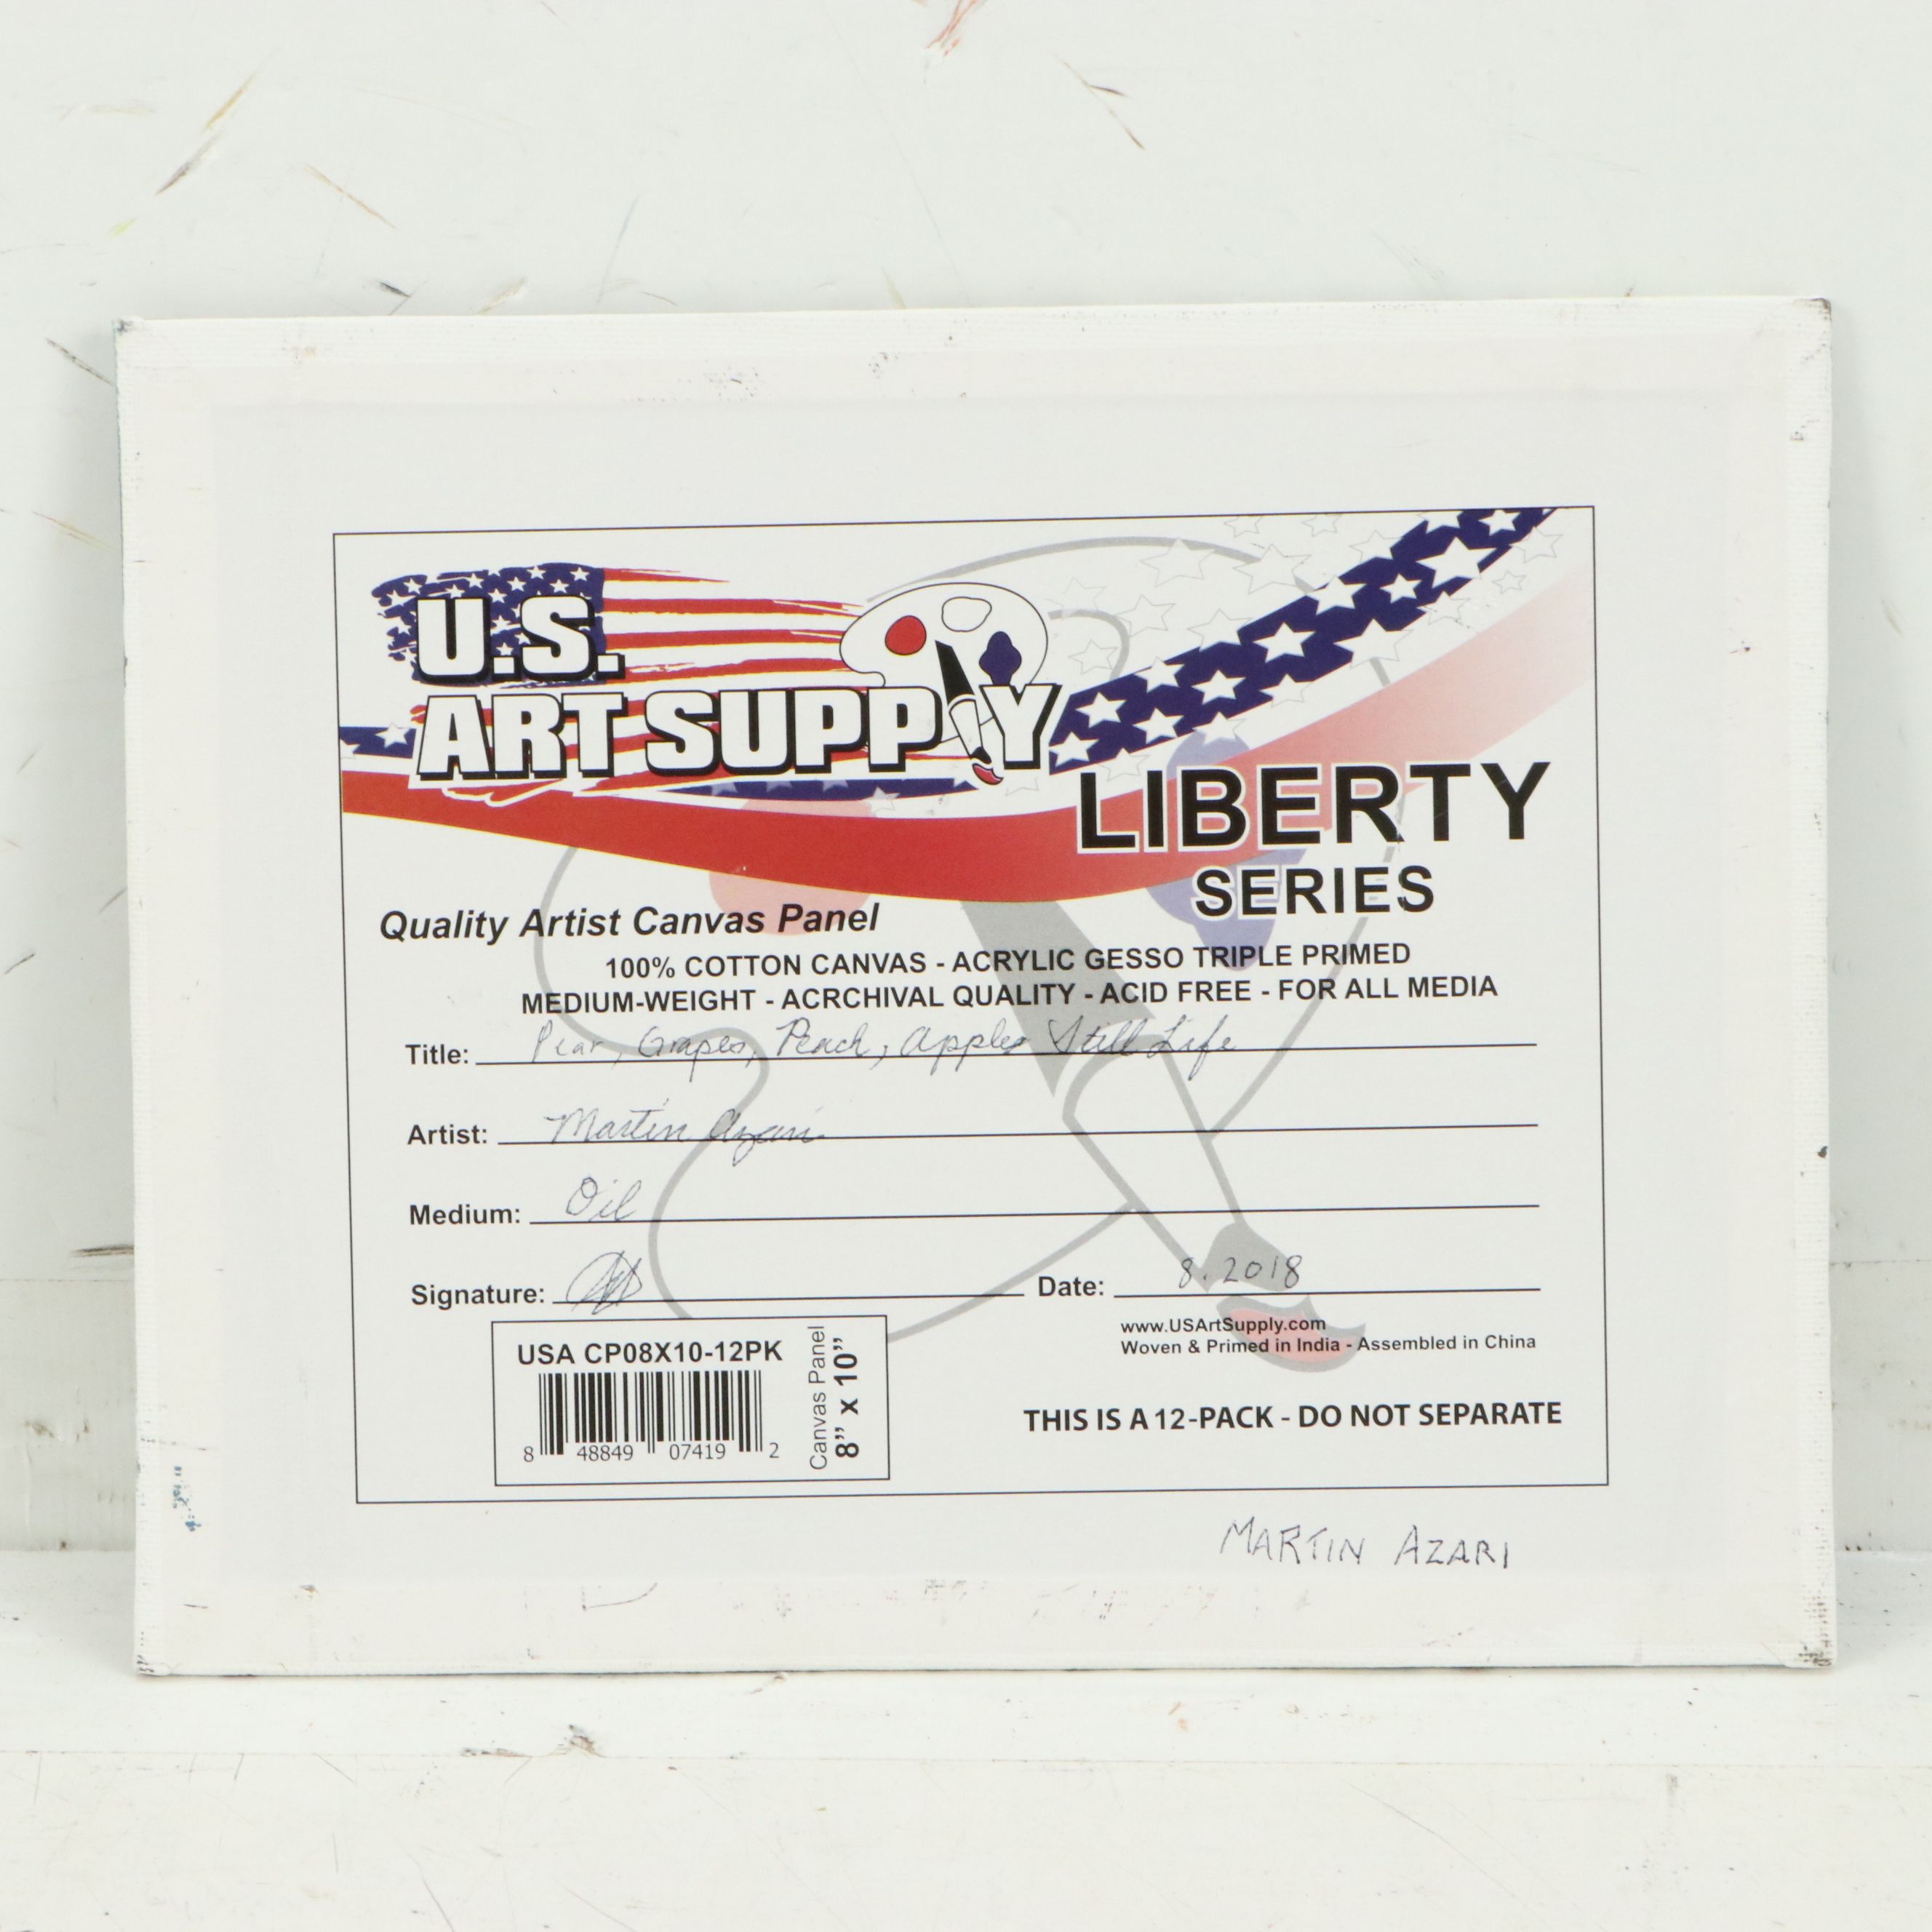 U.S.
ART SUPPLY
LIBERTY
SERIES
Quality Artist Canvas Panel
100% COTTON CANVAS - ACRYLIC GESSO TRIPLE PRIMED
MEDIUM-WEIGHT - ACRCHIVAL QUALITY - ACID FREE - FOR ALL MEDIA
Title: Pear, Grapes, Peach, Apples Still Life
Artist: Martin Azari
Medium: Oil
Signature: Date: 8.2018
www.USArtSupply.com
Woven & Primed in India - Assembled in China
USA CP08X10-12PK
8 48849 07419 2
Canvas Panel
8” x 10”
THIS IS A 12-PACK - DO NOT SEPARATE
MARTIN AZARI